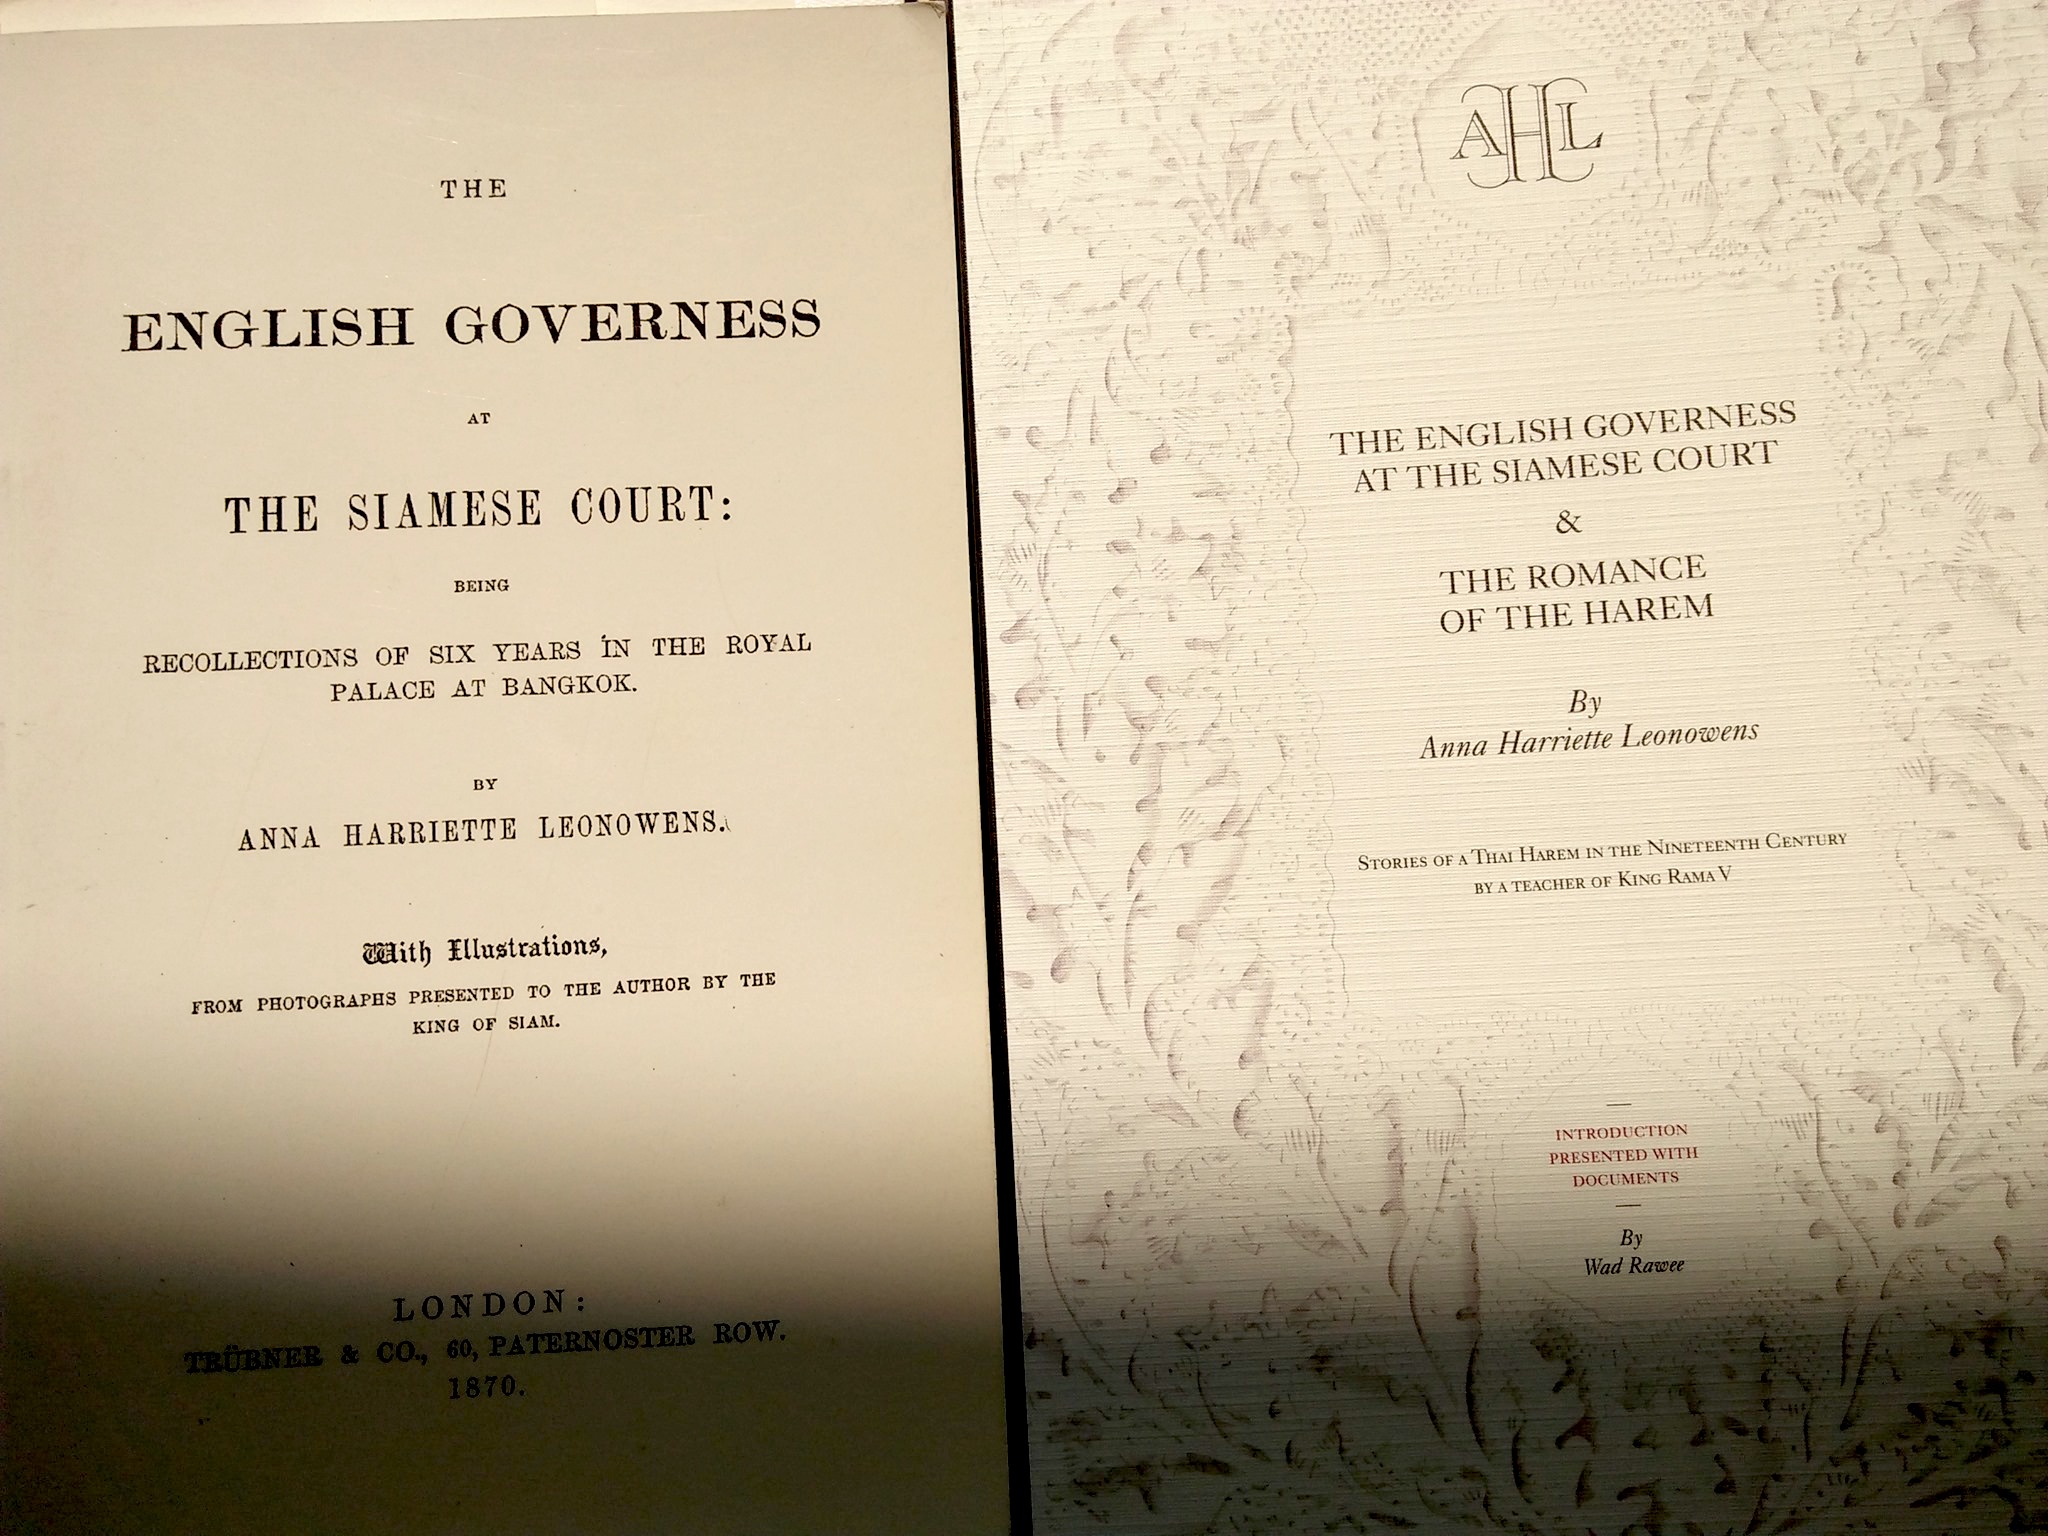 THE
ENGLISH GOVERNESS
AT
THE SIAMESE COURT:
BEING
RECOLLECTIONS OF SIX YEARS IN THE ROYAL
PALACE AT BANGKOK.
BY
ANNA HARRIETTE LEONOWENS.
With Illustrations,
FROM PHOTOGRAPHS PRESENTED TO THE AUTHOR BY THE
KING OF SIAM.
LONDON:
TRÜBNER & CO., 60, PATERNOSTER ROW.
1870.
AHL
THE ENGLISH GOVERNESS
AT THE SIAMESE COURT
&
THE ROMANCE
OF THE HAREM
By
Anna Harriette Leonowens
STORIES OF A THAI HAREM IN THE NINETEENTH CENTURY
BY A TEACHER OF KING RAMA V
INTRODUCTION
PRESENTED WITH
DOCUMENTS
By
Wad Rawee